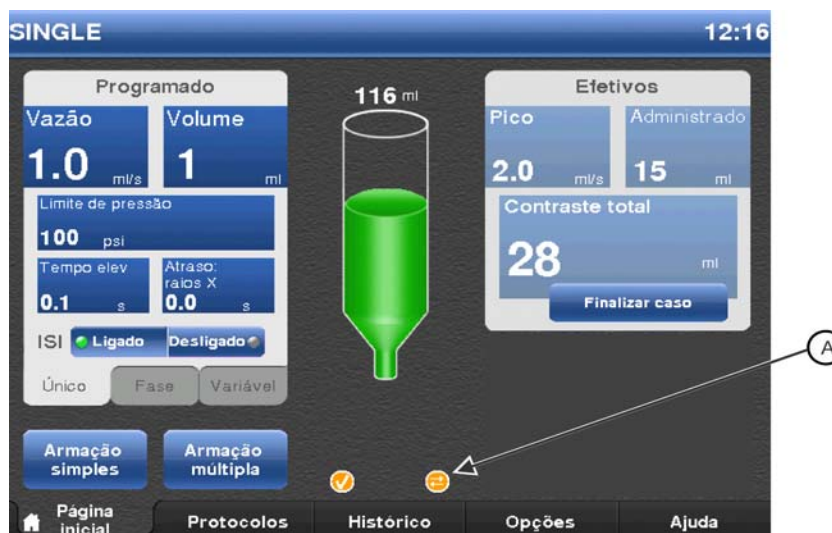 SINGLE 12:16
Programado
Vazão
1.0 ml/s
Volume
1 ml
Limite de pressão
100 psi
Tempo elev
0.1 s
Atraso:
raios X
0.0 s
ISI Ligado Desligado
Único Fase Variável
Armação
simples
Armação
múltipla
116 ml
Efetivos
Pico
2.0 ml/s
Administrado
15 ml
Contraste total
28 ml
Finalizar caso
A
Página
inicial
Protocolos Histórico Opções Ajuda